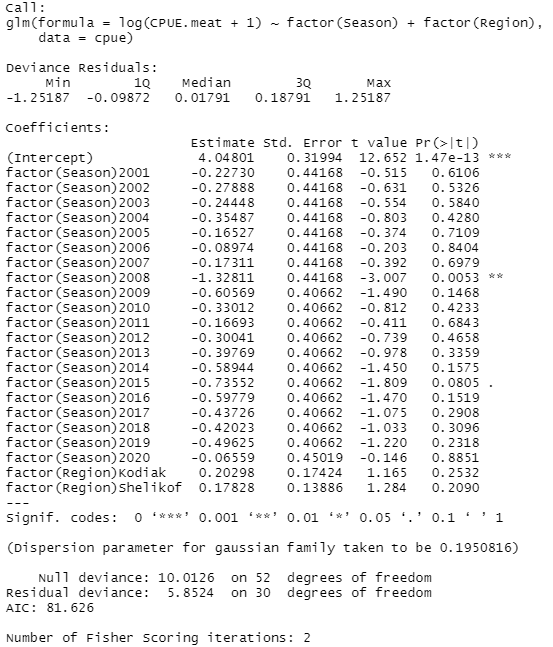 Call:
glm(formula = log(CPUE.meat + 1) ~ factor(Season) + factor(Region),
    data = cpue)
Deviance Residuals:
     Min       1Q   Median       3Q      Max
-1.25187 -0.09872 0.01791 0.18791 1.25187
Coefficients:
Estimate Std. Error t value Pr(>|t|)
(Intercept) 4.04801 0.31994 12.652 1.47e-13 ***
factor(Season)2001 -0.22730 0.44168 -0.515 0.6106
factor(Season)2002 -0.27888 0.44168 -0.631 0.5326
factor(Season)2003 -0.24448 0.44168 -0.554 0.5840
factor(Season)2004 -0.35487 0.44168 -0.803 0.4280
factor(Season)2005 -0.16527 0.44168 -0.374 0.7109
factor(Season)2006 -0.08974 0.44168 -0.203 0.8404
factor(Season)2007 -0.17311 0.44168 -0.392 0.6979
factor(Season)2008 -1.32811 0.44168 -3.007 0.0053 **
factor(Season)2009 -0.60569 0.40662 -1.490 0.1468
factor(Season)2010 -0.33012 0.40662 -0.812 0.4233
factor(Season)2011 -0.16693 0.40662 -0.411 0.6843
factor(Season)2012 -0.30041 0.40662 -0.739 0.4658
factor(Season)2013 -0.39769 0.40662 -0.978 0.3359
factor(Season)2014 -0.58944 0.40662 -1.450 0.1575
factor(Season)2015 -0.73552 0.40662 -1.809 0.0805 .
factor(Season)2016 -0.59779 0.40662 -1.470 0.1519
factor(Season)2017 -0.43726 0.40662 -1.075 0.2908
factor(Season)2018 -0.42023 0.40662 -1.033 0.3096
factor(Season)2019 -0.49625 0.40662 -1.220 0.2318
factor(Season)2020 -0.06559 0.45019 -0.146 0.8851
factor(Region)Kodiak 0.20298 0.17424 1.165 0.2532
factor(Region)Shelikof 0.17828 0.13886 1.284 0.2090
---
Signif. codes:  0 ‘***’ 0.001 ‘**’ 0.01 ‘*’ 0.05 ‘.’ 0.1 ‘ ’ 1
(Dispersion parameter for gaussian family taken to be 0.1950816)
Null deviance: 10.0126  on 52  degrees of freedom
Residual deviance:  5.8524  on 30  degrees of freedom
AIC: 81.626
Number of Fisher Scoring iterations: 2